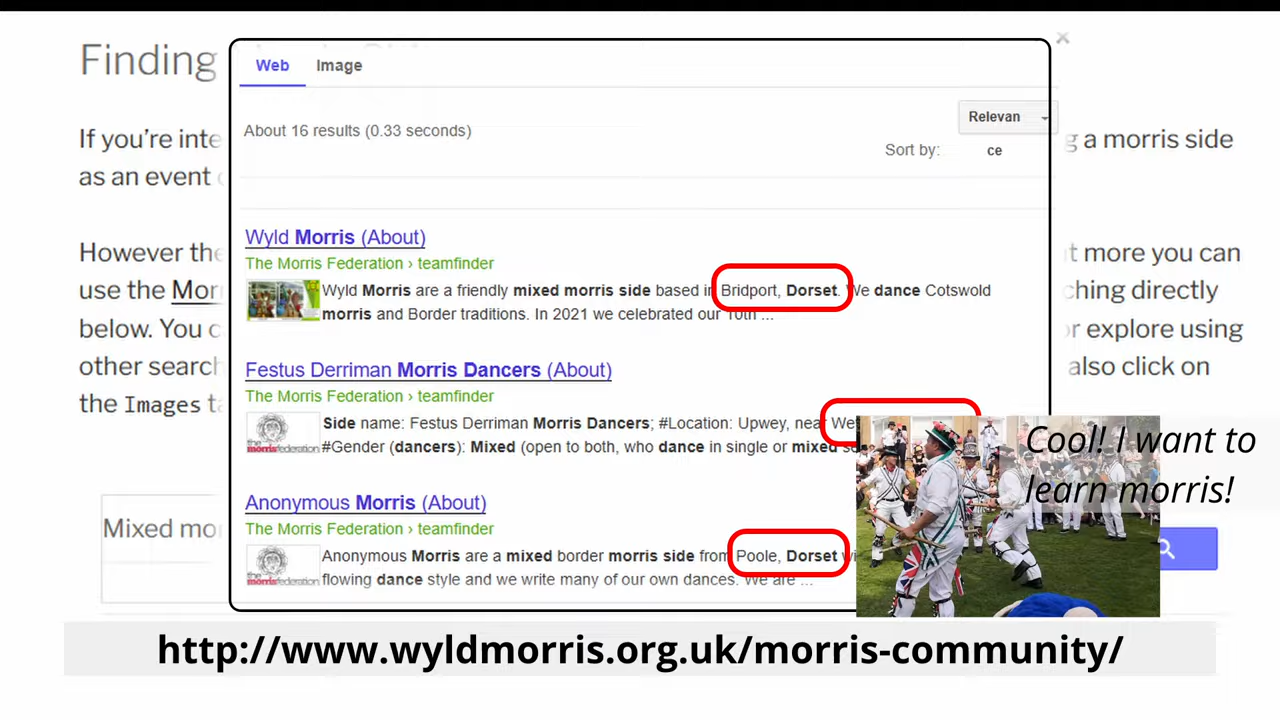 Finding
Web Image
About 16 results (0.33 seconds)
Relevan
Sort by: ce
If you're inte
g a morris side
as an event
However the
t more you can
use the Mor
ching directly
below. You c
or explore using
other search
also click on
the Images ta
Wyld Morris (About)
The Morris Federation › teamfinder
Wyld Morris are a friendly mixed morris side based in Bridport, Dorset. We dance Cotswold
morris and Border traditions. In 2021 we celebrated our 10th ...
Festus Derriman Morris Dancers (About)
The Morris Federation › teamfinder
Side name: Festus Derriman Morris Dancers; #Location: Upwey, near We
#Gender (dancers): Mixed (open to both, who dance in single or mixed s
Anonymous Morris (About)
The Morris Federation › teamfinder
Anonymous Morris are a mixed border morris side from Poole, Dorset wi
flowing dance style and we write many of our own dances. We are ...
Mixed mo
Cool! I want to
learn morris!
http://www.wyldmorris.org.uk/morris-community/